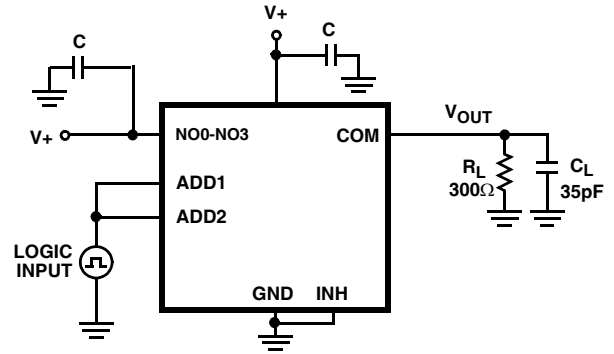 V+
C
C
V+
NO0-NO3
COM
VOUT
ADD1
ADD2
RL
300Ω
CL
35pF
LOGIC
INPUT
GND
INH